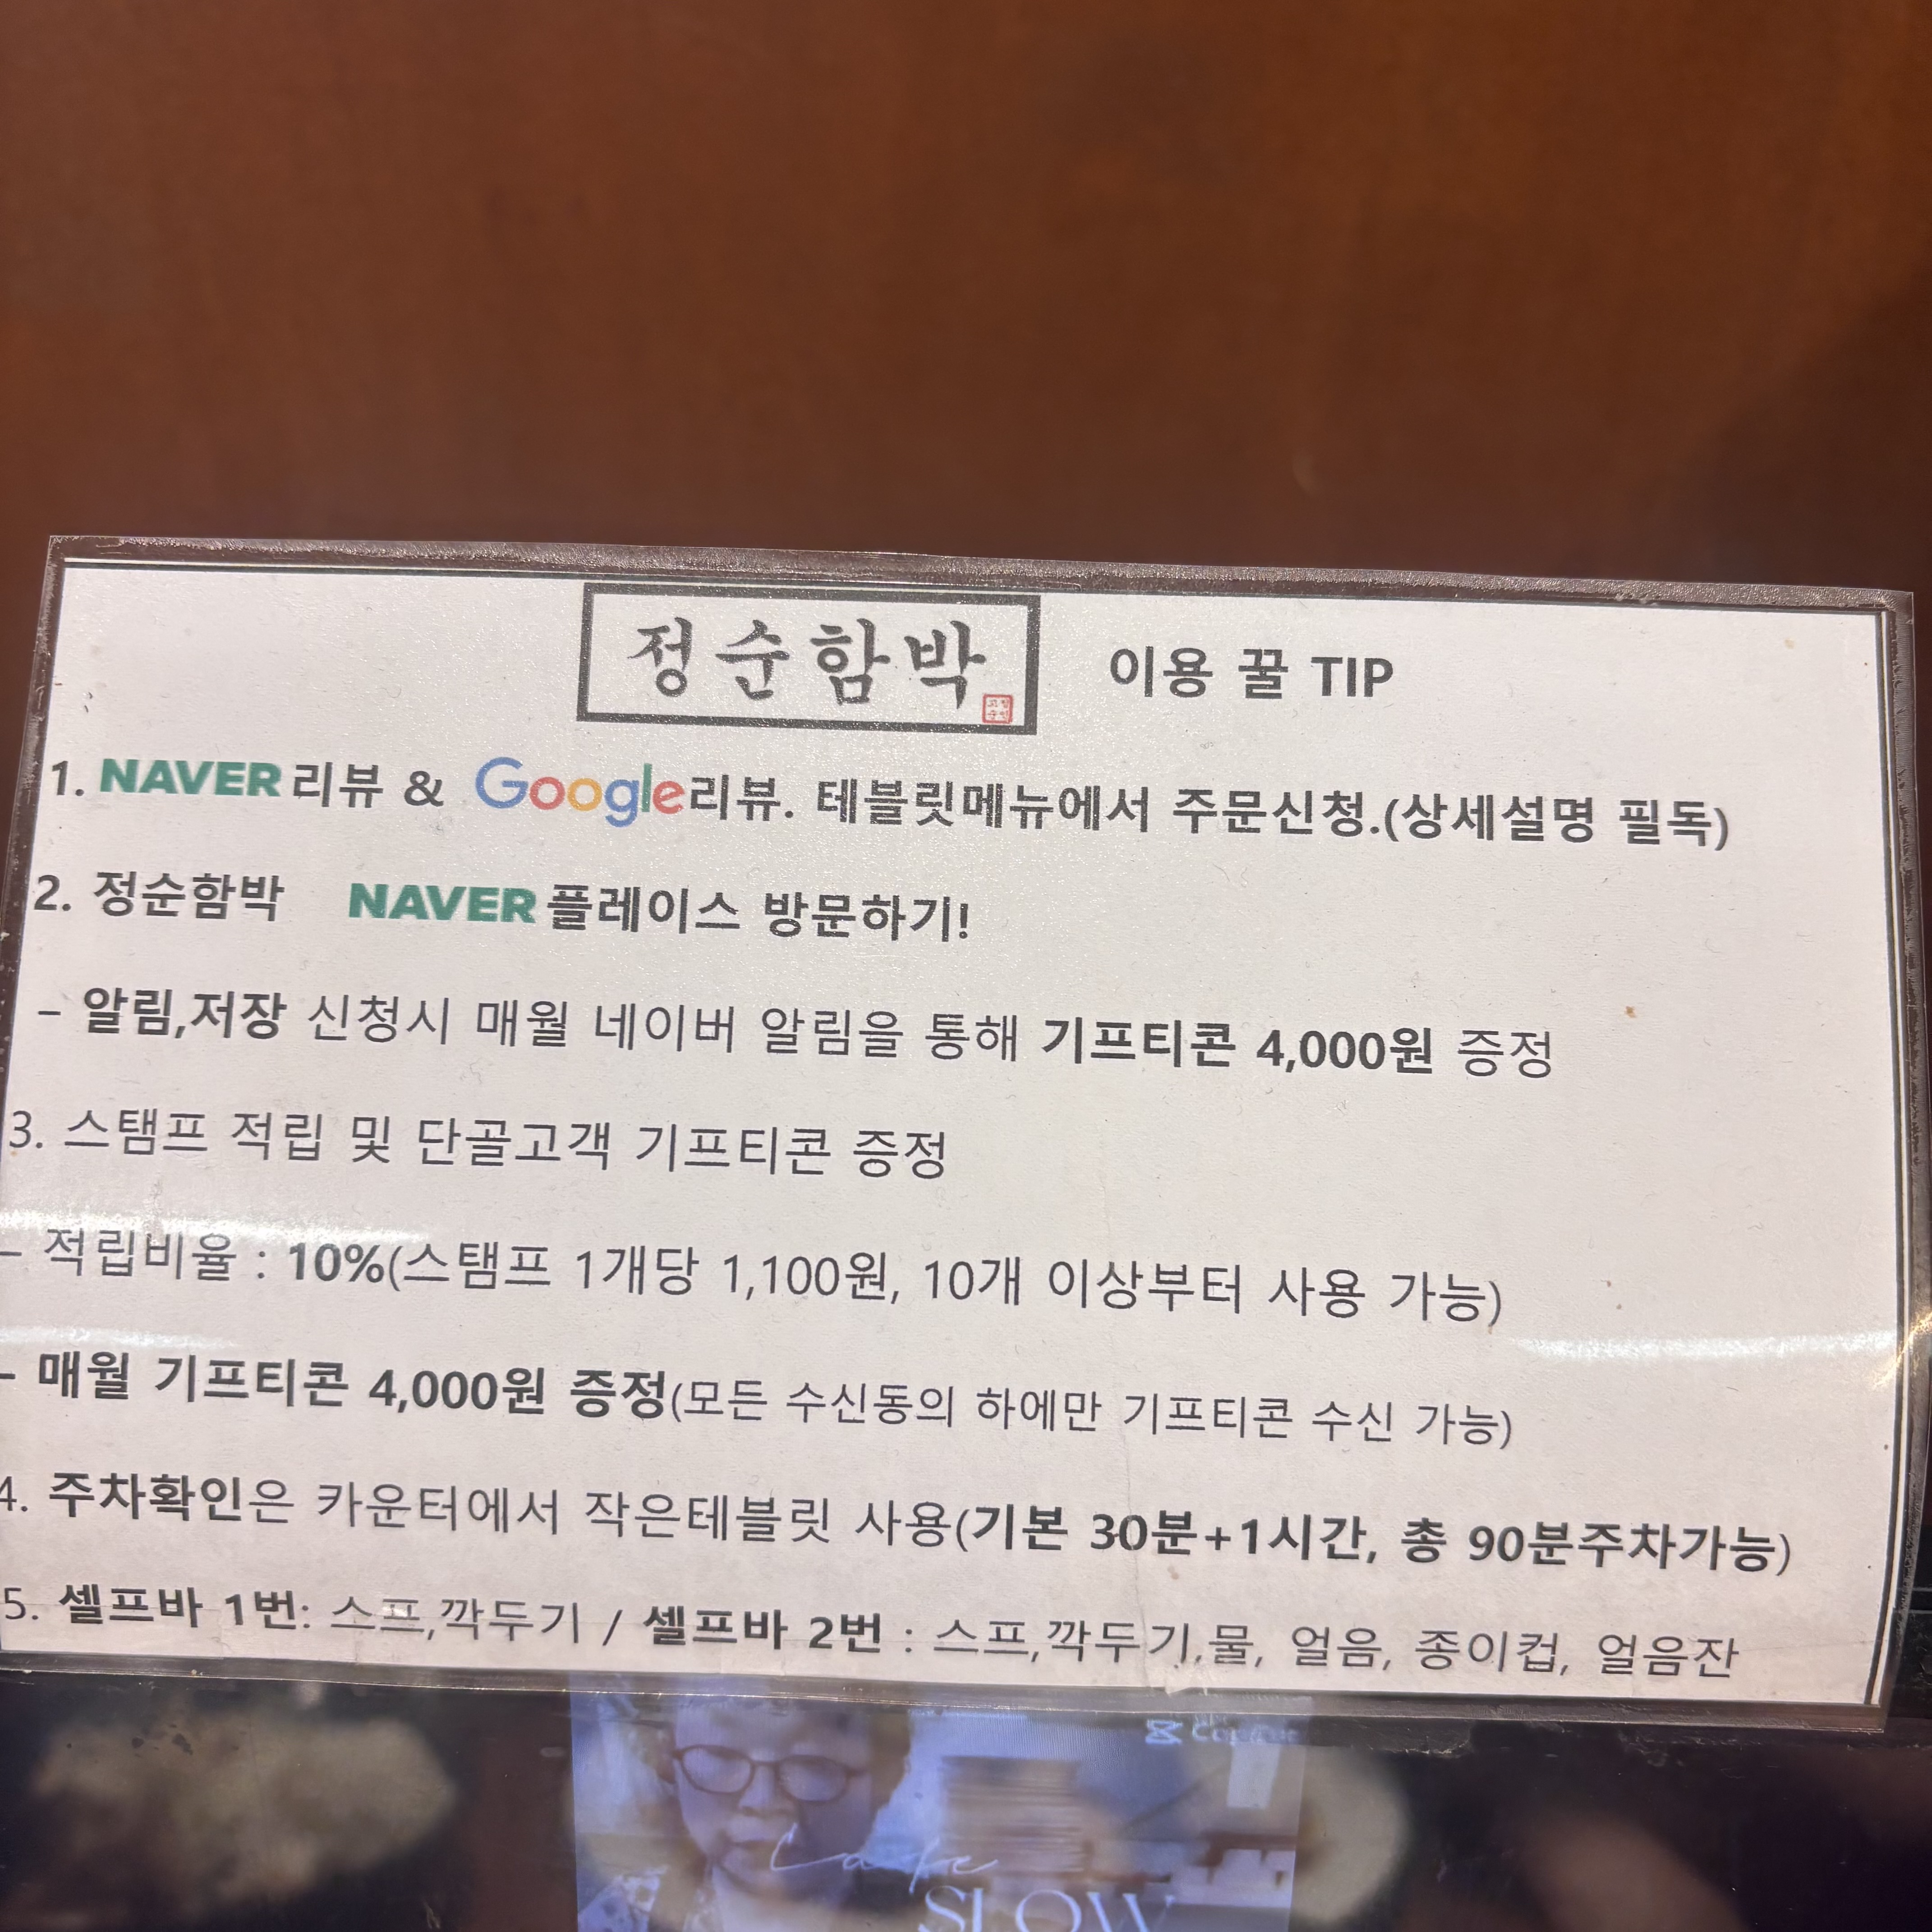 정순함박 이용 꿀 TIP
1. NAVER 리뷰 & Google리뷰. 테블릿메뉴에서 주문신청.(상세설명 필독)
2. 정순함박 NAVER 플레이스 방문하기!
- 알림,저장 신청시 매월 네이버 알림을 통해 기프티콘 4,000원 증정
3. 스탬프 적립 및 단골고객 기프티콘 증정
- 적립비율 : 10%(스탬프 1개당 1,100원, 10개 이상부터 사용 가능)
- 매월 기프티콘 4,000원 증정(모든 수신동의 하에만 기프티콘 수신 가능)
4. 주차확인은 카운터에서 작은테블릿 사용(기본 30분+1시간, 총 90분주차가능)
5. 셀프바 1번: 스프,깍두기 / 셀프바 2번 : 스프,깍두기,물, 얼음, 종이컵, 얼음잔
SLOW